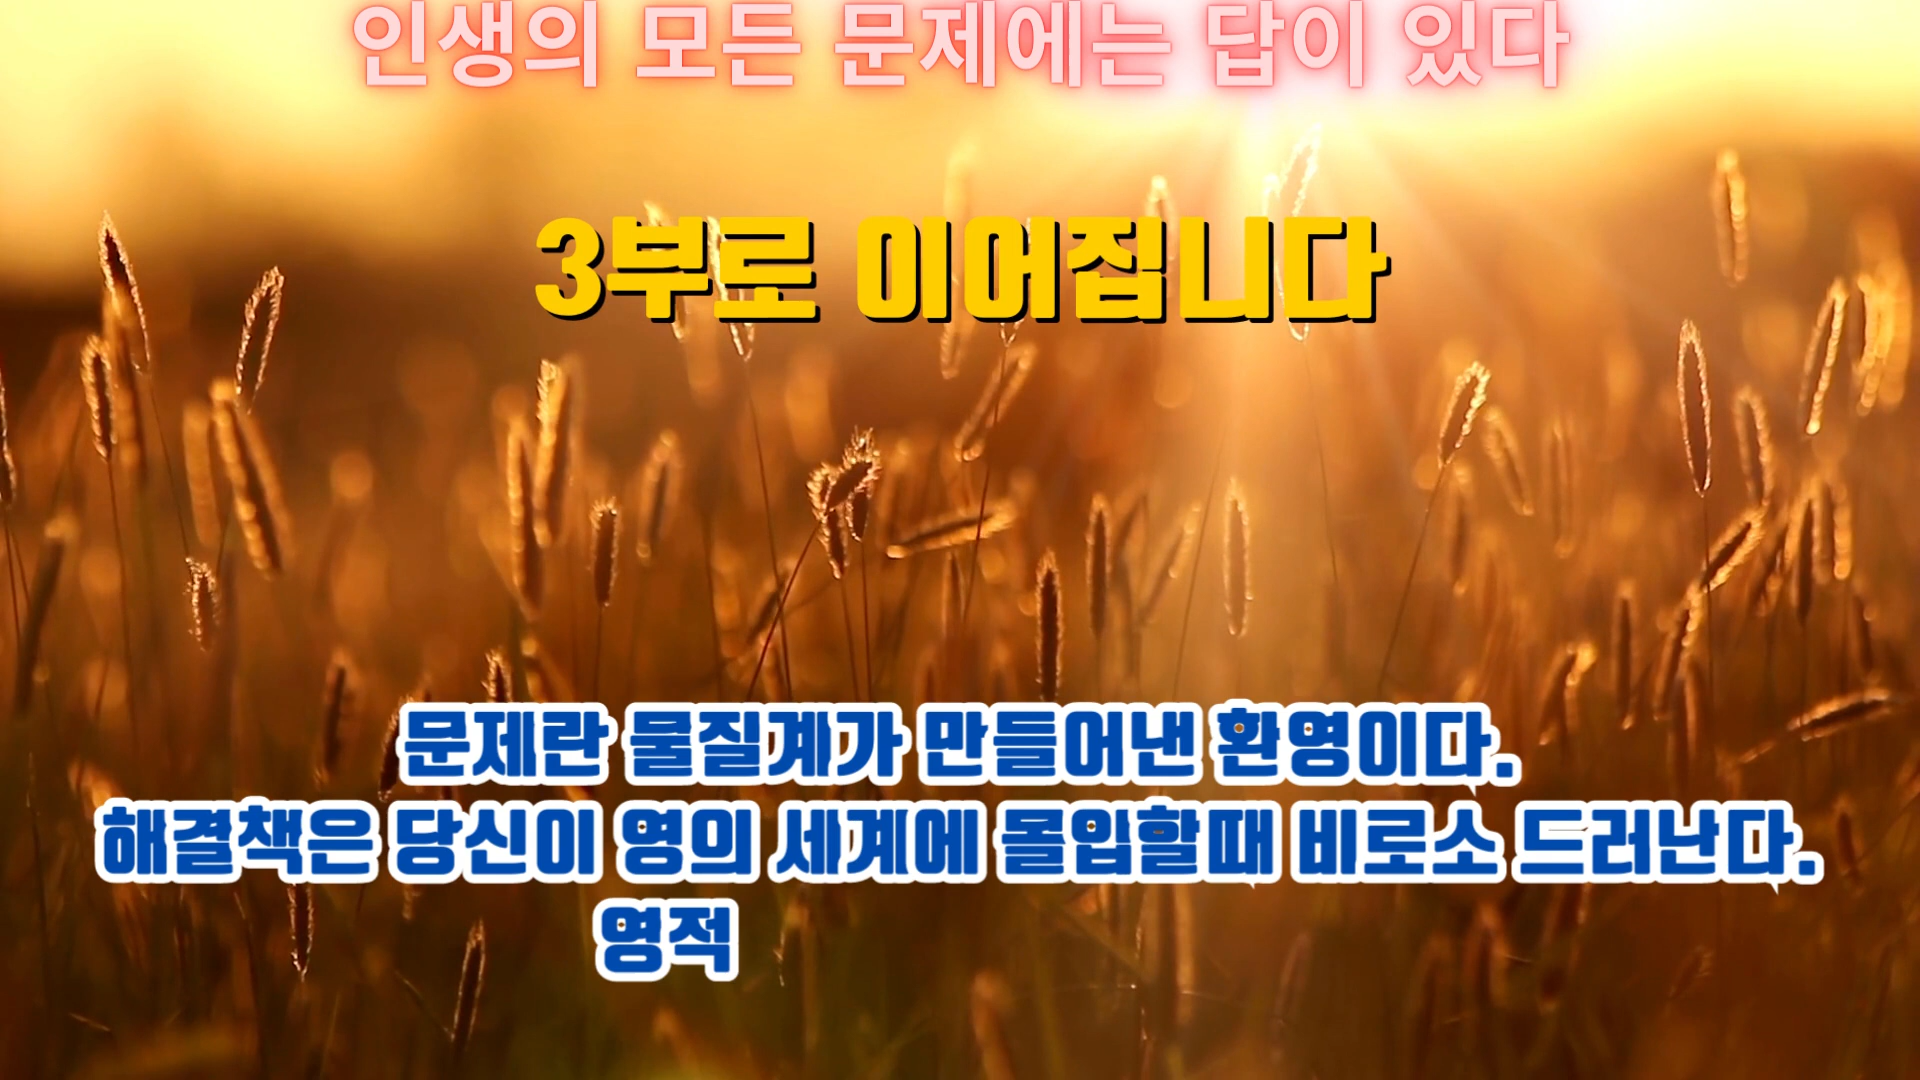 인생의 모든 문제에는 답이 있다
3부로 이어집니다
문제란 물질계가 만들어낸 환영이다.
해결책은 당신이 영의 세계에 몰입할때 비로소 드러난다.
영적